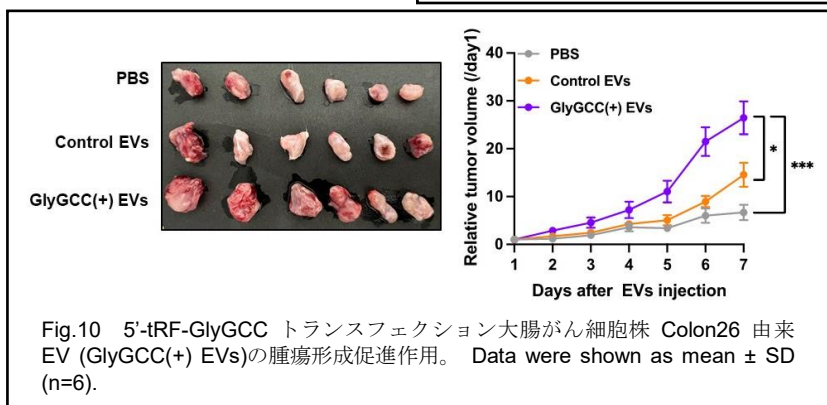 PBS
Control EVs
GlyGCC(+) EVs
Relative tumor volume (/day1)
40
30
20
10
0
PBS
Control EVs
GlyGCC(+) EVs
*
***
1 2 3 4 5 6 7
Days after EVs injection
Fig.10 5’-tRF-GlyGCC トランスフェクション大腸がん細胞株 Colon26 由来
EV (GlyGCC(+) EVs)の腫瘍形成促進作用。 Data were shown as mean ± SD
(n=6).